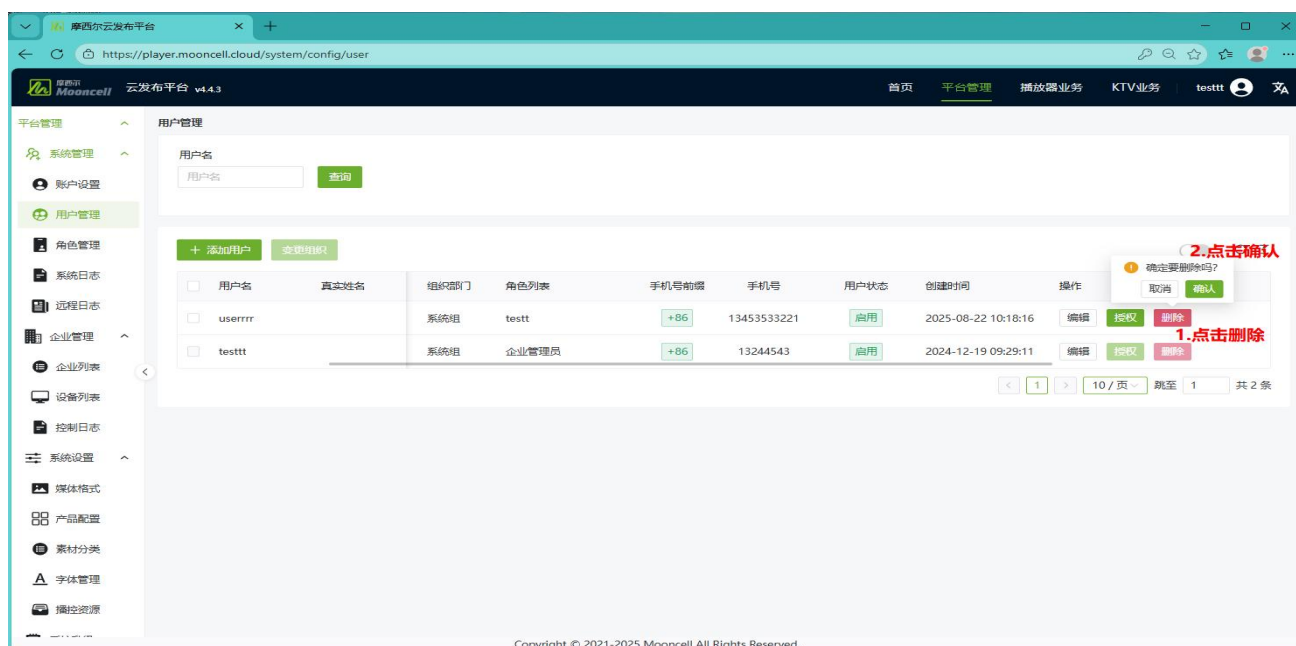 摩西尔云发布平台
https://player.mooncell.cloud/system/config/user
摩西尔 Mooncell 云发布平台 v4.4.3 首页 平台管理 播放器业务 KTV业务 testtt
平台管理
系统管理
账户设置
用户管理
角色管理
系统日志
远程日志
企业管理
企业列表
设备列表
控制日志
系统设置
媒体格式
产品配置
素材分类
字体管理
播控资源
用户管理
用户名
用户名 查询
添加用户 变更组织
2.点击确认
确定要删除吗?
取消 确认
用户名 真实姓名 组织部门 角色列表 手机号前缀 手机号 用户状态 创建时间 操作
userrrr 系统组 testt +86 13453533221 启用 2025-08-22 10:18:16 编辑 授权 删除
1.点击删除
testtt 系统组 企业管理员 +86 13244543 启用 2024-12-19 09:29:11 编辑 授权 删除
1 10 / 页 跳至 1 共 2 条
Copyright © 2021-2025 Mooncell All Rights Reserved